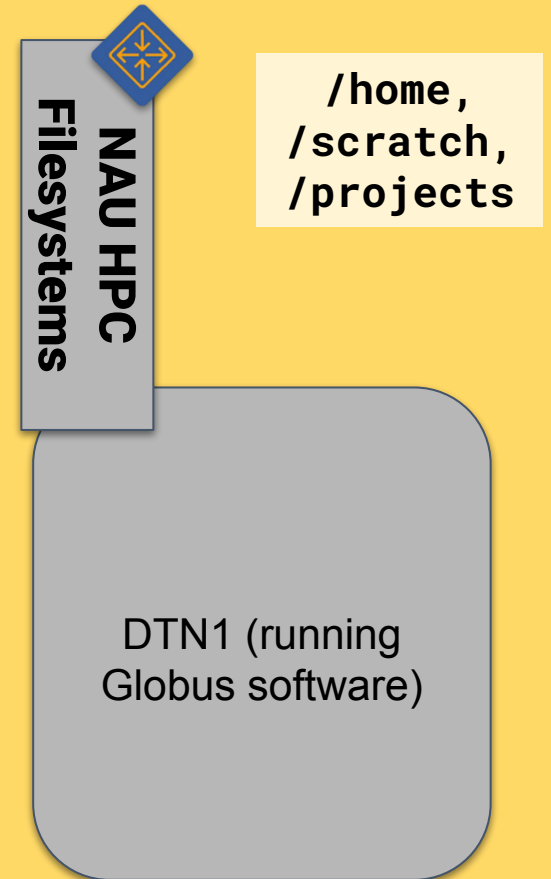 NAU HPC
Filesystems
/home,
/scratch,
/projects
DTN1 (running
Globus software)